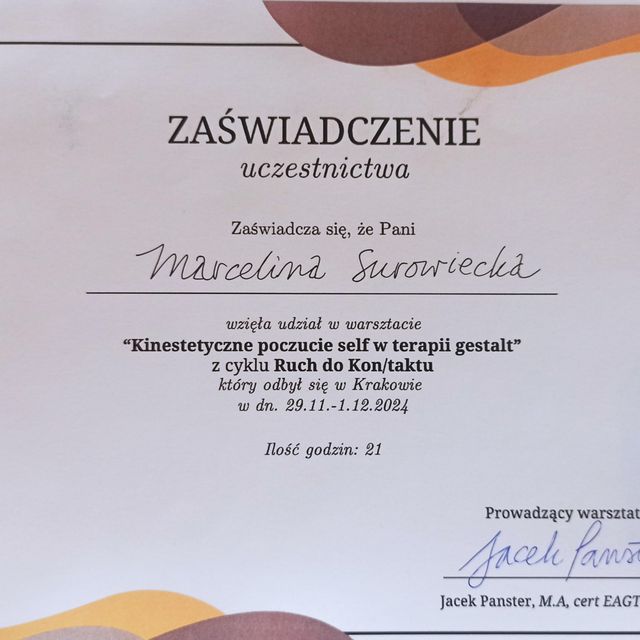 ZAŚWIADCZENIE
uczestnictwa
Zaświadcza się, że Pani
Marcelina Surowiecka
wzięła udział w warsztacie
“Kinestetyczne poczucie self w terapii gestalt”
z cyklu Ruch do Kon/taktu
który odbył się w Krakowie
w dn. 29.11.-1.12.2024
Ilość godzin: 21
Prowadzący warsztat
Jacek Panst
Jacek Panster, M.A, cert EAGT